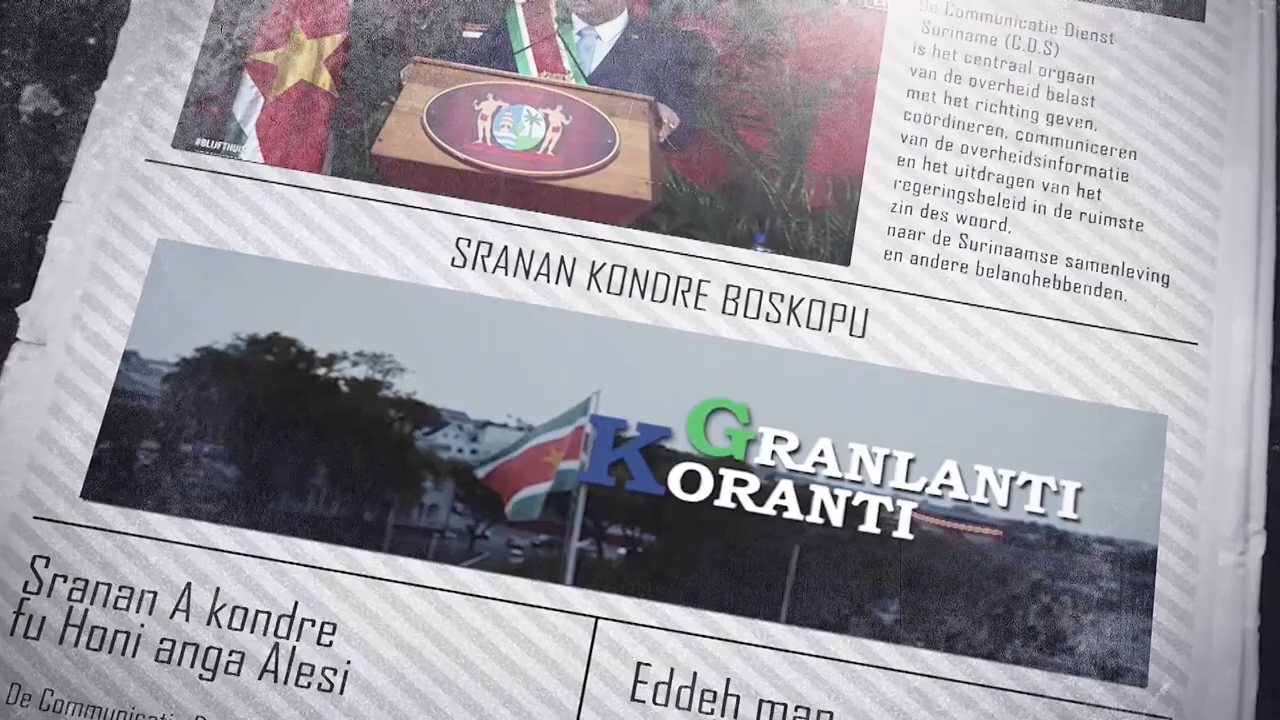 De Communicatie Dienst
Suriname (C.D.S)
is het centraal orgaan
van de overheid belast
met het richting geven,
coördineren, communiceren
van de overheidsinformatie
en het uitdragen van het
regeringsbeleid in de ruimste
zin des woord.
naar de Surinaamse samenleving
en andere belanghebbenden.
SRANAN KONDRE BOSKOPU
GRANLANTI
KORANTI
Sranan A kondre
fu Honi anga Alesi
De
Eddeh man